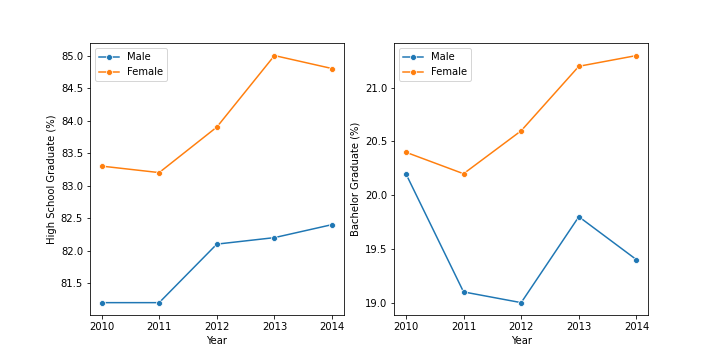 Male
Female
85.0
84.5
84.0
83.5
83.0
82.5
82.0
81.5
High School Graduate (%)
2010 2011 2012 2013 2014
Year
Male
Female
21.0
20.5
20.0
19.5
19.0
Bachelor Graduate (%)
2010 2011 2012 2013 2014
Year